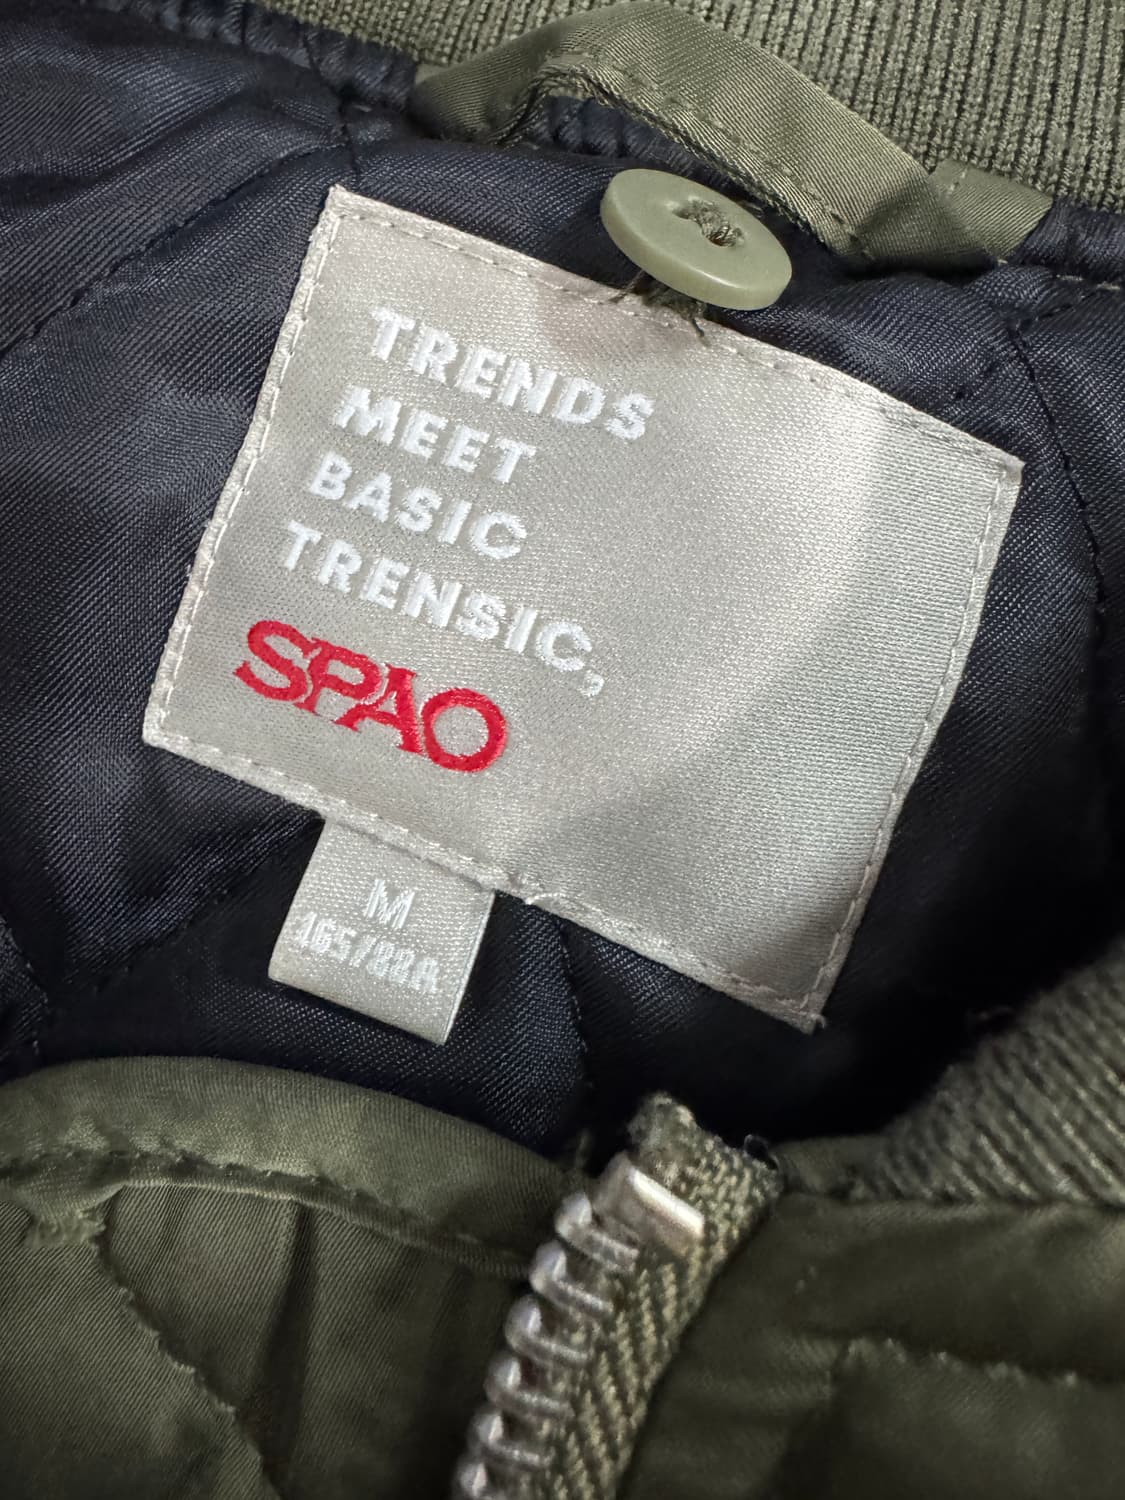 TRENDS
MEET
BASIC
TRENSIC,
SPAO
M
165/88A